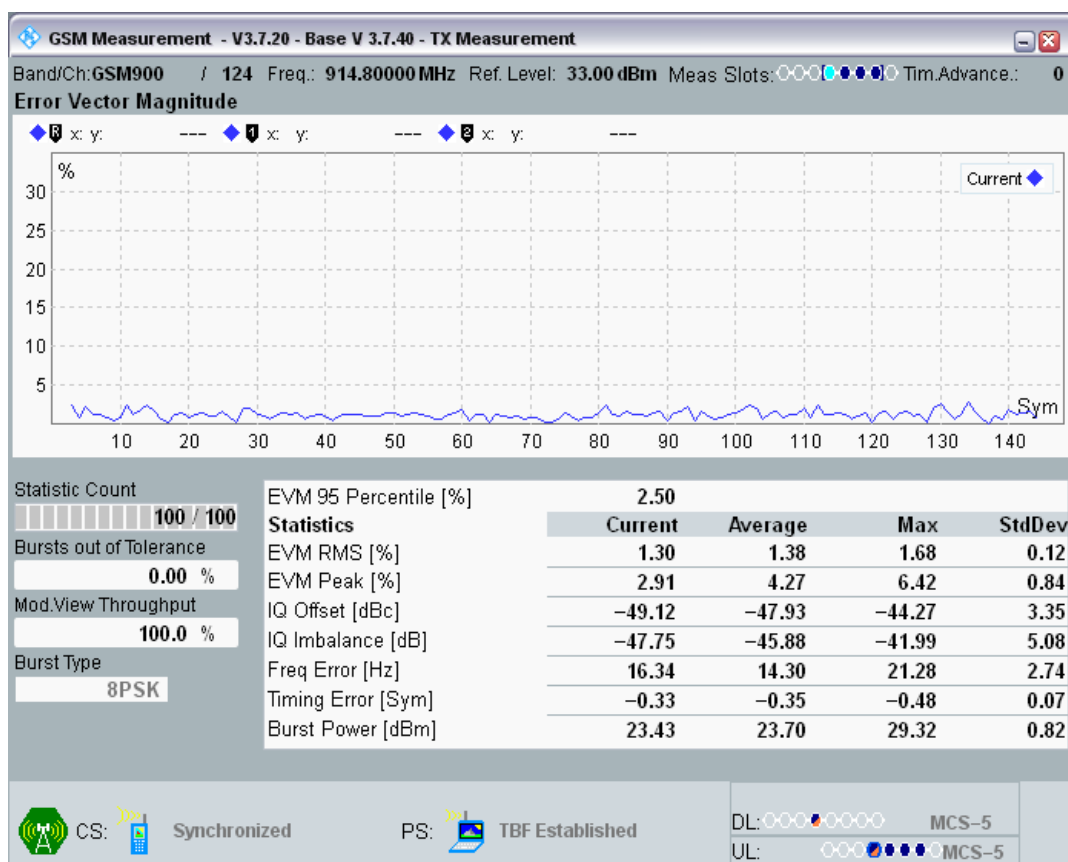 GSM Measurement - V3.7.20 - Base V 3.7.40 - TX Measurement
Band/Ch:GSM900 / 124 Freq.: 914.80000 MHz Ref. Level: 33.00 dBm Meas Slots: Tim.Advance.: 0
Error Vector Magnitude
R x: y: --- 1 x: y: --- 2 x: y: ---
%
Current
30
25
20
15
10
5
Sym
10 20 30 40 50 60 70 80 90 100 110 120 130 140
Statistic Count
100 / 100
Bursts out of Tolerance
0.00 %
Mod.View Throughput
100.0 %
Burst Type
8PSK
EVM 95 Percentile [%] 2.50
Statistics Current Average Max StdDev
EVM RMS [%] 1.30 1.38 1.68 0.12
EVM Peak [%] 2.91 4.27 6.42 0.84
IQ Offset [dBc] −49.12 −47.93 −44.27 3.35
IQ Imbalance [dB] −47.75 −45.88 −41.99 5.08
Freq Error [Hz] 16.34 14.30 21.28 2.74
Timing Error [Sym] −0.33 −0.35 −0.48 0.07
Burst Power [dBm] 23.43 23.70 29.32 0.82
CS: Synchronized PS: TBF Established
DL: MCS−5
UL: MCS−5